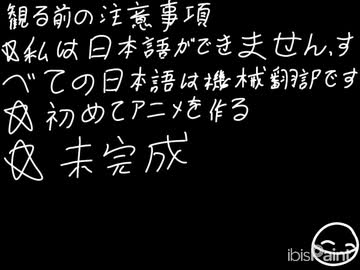 観る前の注意事項
☆私は日本語ができません、す
べての日本語は機械翻訳です
☆初めてアニメを作る
☆未完成
ibisPaint